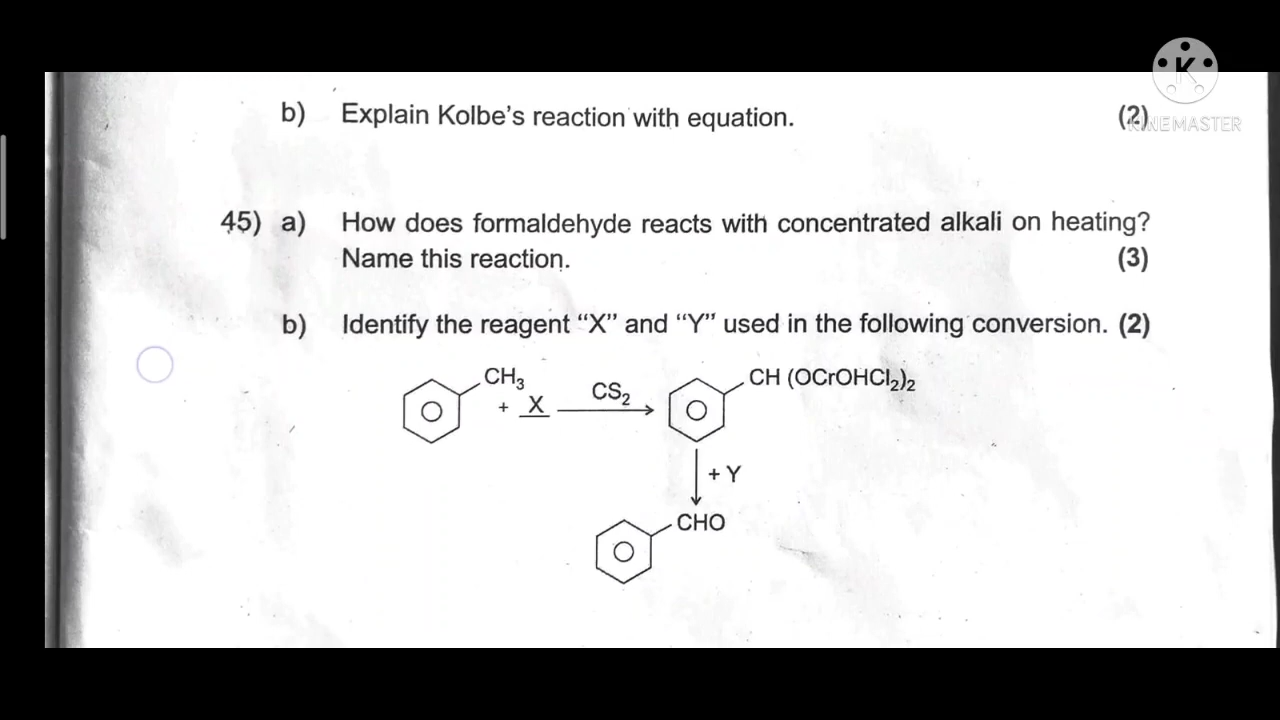 K
KINEMASTER
b) Explain Kolbe's reaction with equation. (2)
45) a) How does formaldehyde reacts with concentrated alkali on heating?
Name this reaction. (3)
b) Identify the reagent “X” and “Y” used in the following conversion. (2)
CH₃ + X CS₂ CH (OCrOHCl₂)₂
+ Y
CHO